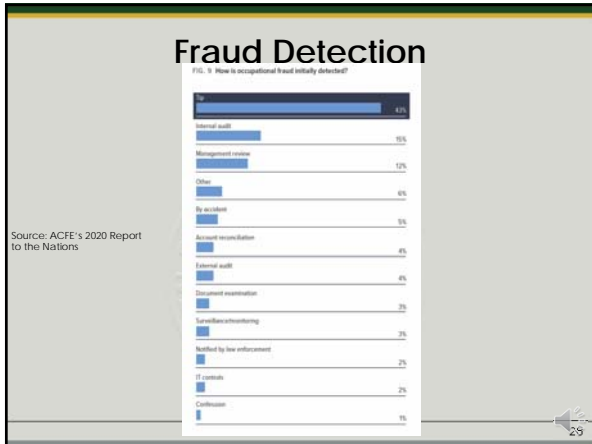 Fraud Detection
FIG. 9 How is occupational fraud initially detected?
Tip
43%
Internal audit
15%
Management review
12%
Other
6%
By accident
5%
Account reconciliation
4%
External audit
4%
Document examination
3%
Surveillance/monitoring
3%
Notified by law enforcement
2%
IT controls
2%
Confession
1%
Source: ACFE's 2020 Report
to the Nations